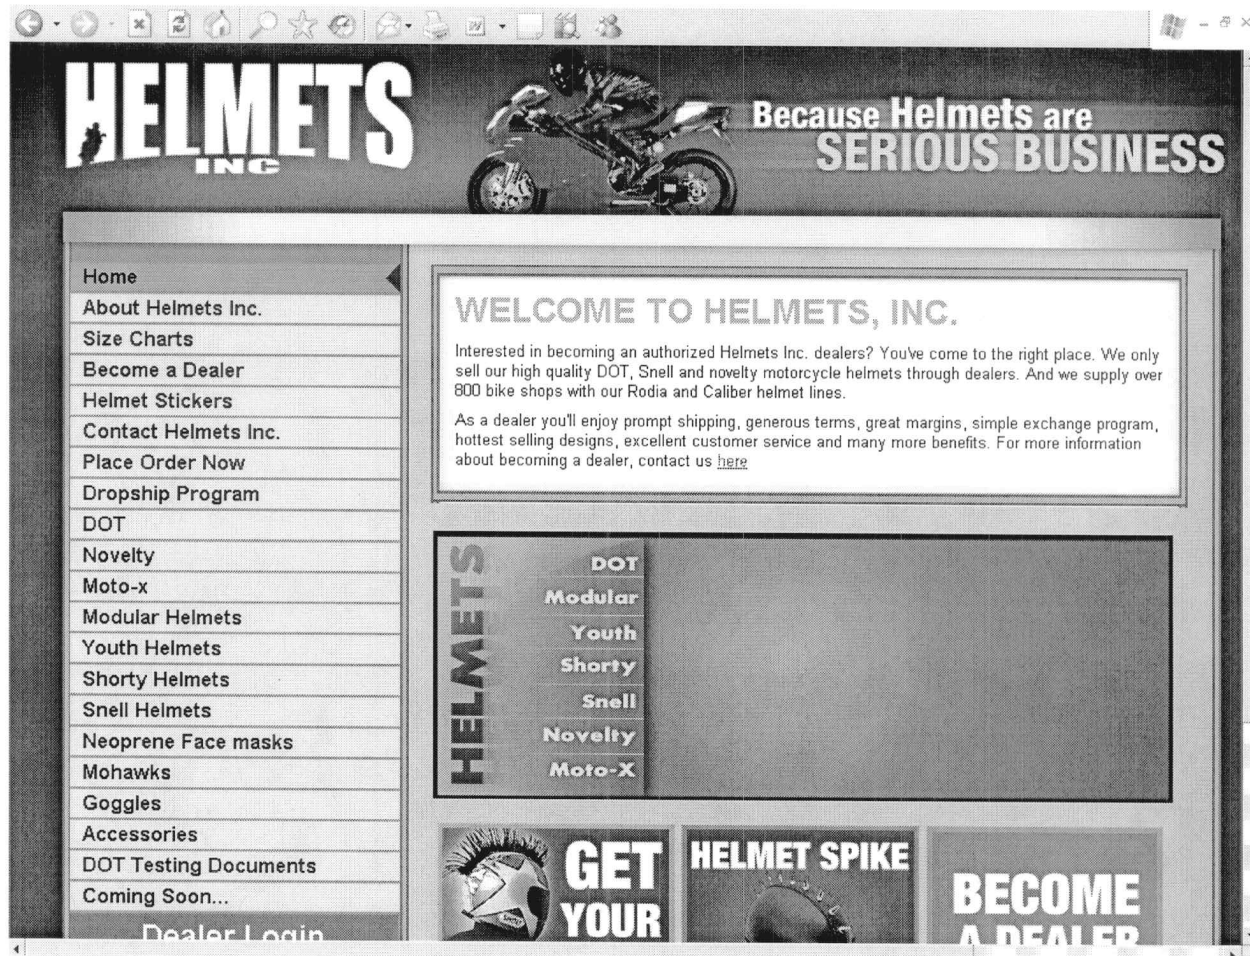 HELMETS
INC
Because Helmets are
SERIOUS BUSINESS
Home
About Helmets Inc.
Size Charts
Become a Dealer
Helmet Stickers
Contact Helmets Inc.
Place Order Now
Dropship Program
DOT
Novelty
Moto-x
Modular Helmets
Youth Helmets
Shorty Helmets
Snell Helmets
Neoprene Face masks
Mohawks
Goggles
Accessories
DOT Testing Documents
Coming Soon...
Dealer Login
WELCOME TO HELMETS, INC.
Interested in becoming an authorized Helmets Inc. dealers? You've come to the right place. We only
sell our high quality DOT, Snell and novelty motorcycle helmets through dealers. And we supply over
800 bike shops with our Rodia and Caliber helmet lines.
As a dealer you'll enjoy prompt shipping, generous terms, great margins, simple exchange program,
hottest selling designs, excellent customer service and many more benefits. For more information
about becoming a dealer, contact us here
HELMETS
DOT
Modular
Youth
Shorty
Snell
Novelty
Moto-X
GET
YOUR
HELMET SPIKE
BECOME
A DEALER